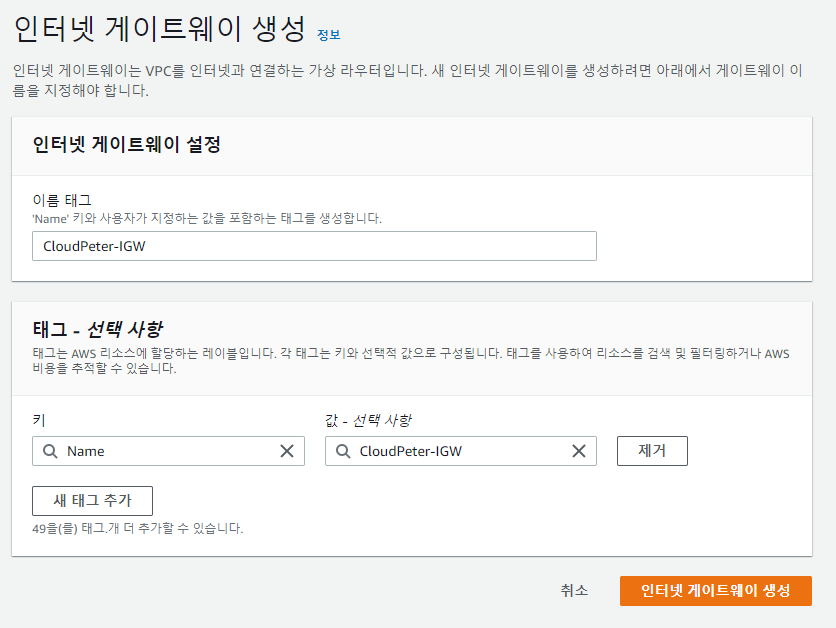 인터넷 게이트웨이 생성 정보
인터넷 게이트웨이는 VPC를 인터넷과 연결하는 가상 라우터입니다. 새 인터넷 게이트웨이를 생성하려면 아래에서 게이트웨이 이
름을 지정해야 합니다.
인터넷 게이트웨이 설정
이름 태그
'Name' 키와 사용자가 지정하는 값을 포함하는 태그를 생성합니다.
CloudPeter-IGW
태그 - 선택 사항
태그는 AWS 리소스에 할당하는 레이블입니다. 각 태그는 키와 선택적 값으로 구성됩니다. 태그를 사용하여 리소스를 검색 및 필터링하거나 AWS
비용을 추적할 수 있습니다.
키 값 - 선택 사항
Name CloudPeter-IGW 제거
새 태그 추가
49을(를) 태그.개 더 추가할 수 있습니다.
취소 인터넷 게이트웨이 생성